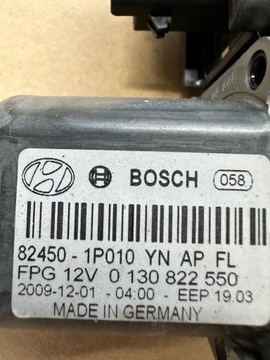 BOSCH 058
82450 - 1P010 YN AP FL
FPG 12V 0 130 822 550
2009-12-01 - 04:00 - EEP 19.03
MADE IN GERMANY